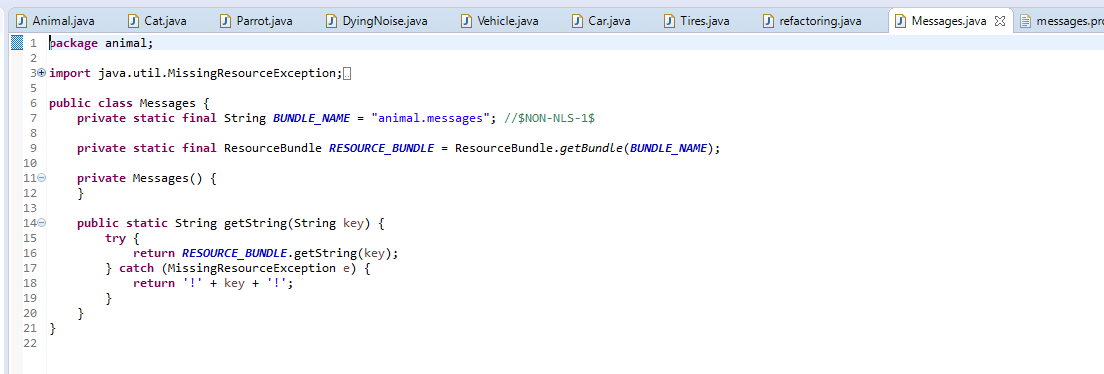 Animal.java Cat.java Parrot.java DyingNoise.java Vehicle.java Car.java Tires.java refactoring.java Messages.java messages.pro
1 package animal;
2
3 import java.util.MissingResourceException;
5
6 public class Messages {
7 private static final String BUNDLE_NAME = "animal.messages"; //$NON-NLS-1$
8
9 private static final ResourceBundle RESOURCE_BUNDLE = ResourceBundle.getBundle(BUNDLE_NAME);
10
11 private Messages() {
12 }
13
14 public static String getString(String key) {
15 try {
16 return RESOURCE_BUNDLE.getString(key);
17 } catch (MissingResourceException e) {
18 return '!' + key + '!';
19 }
20 }
21 }
22